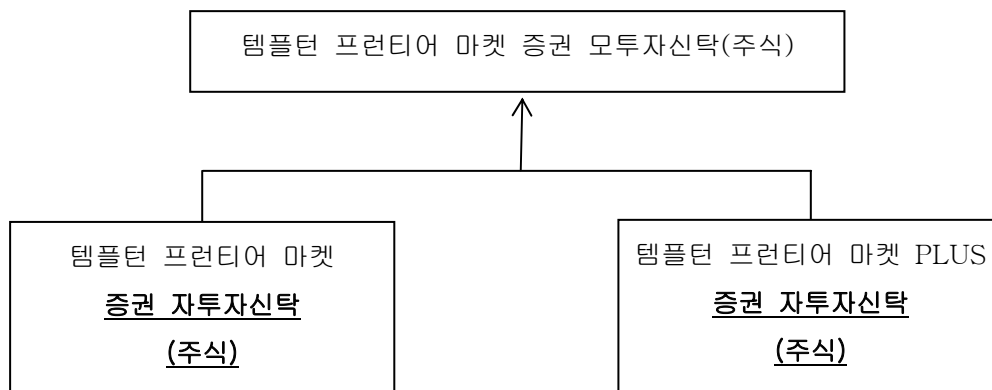 템플턴 프런티어 마켓 증권 모투자신탁(주식)
템플턴 프런티어 마켓
증권 자투자신탁
(주식)
템플턴 프런티어 마켓 PLUS
증권 자투자신탁
(주식)